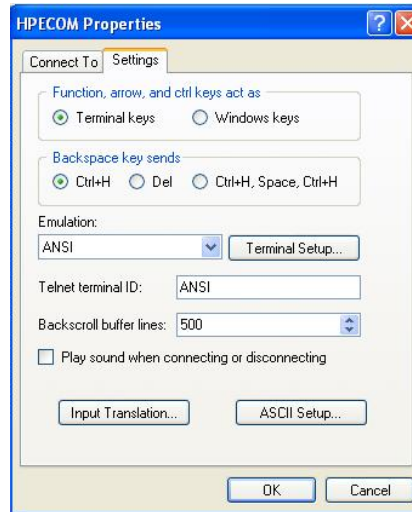 HPECOM Properties
Connect To Settings
Function, arrow, and ctrl keys act as
Terminal keys Windows keys
Backspace key sends
Ctrl+H Del Ctrl+H, Space, Ctrl+H
Emulation:
ANSI Terminal Setup...
Telnet terminal ID: ANSI
Backscroll buffer lines: 500
Play sound when connecting or disconnecting
Input Translation... ASCII Setup...
OK Cancel